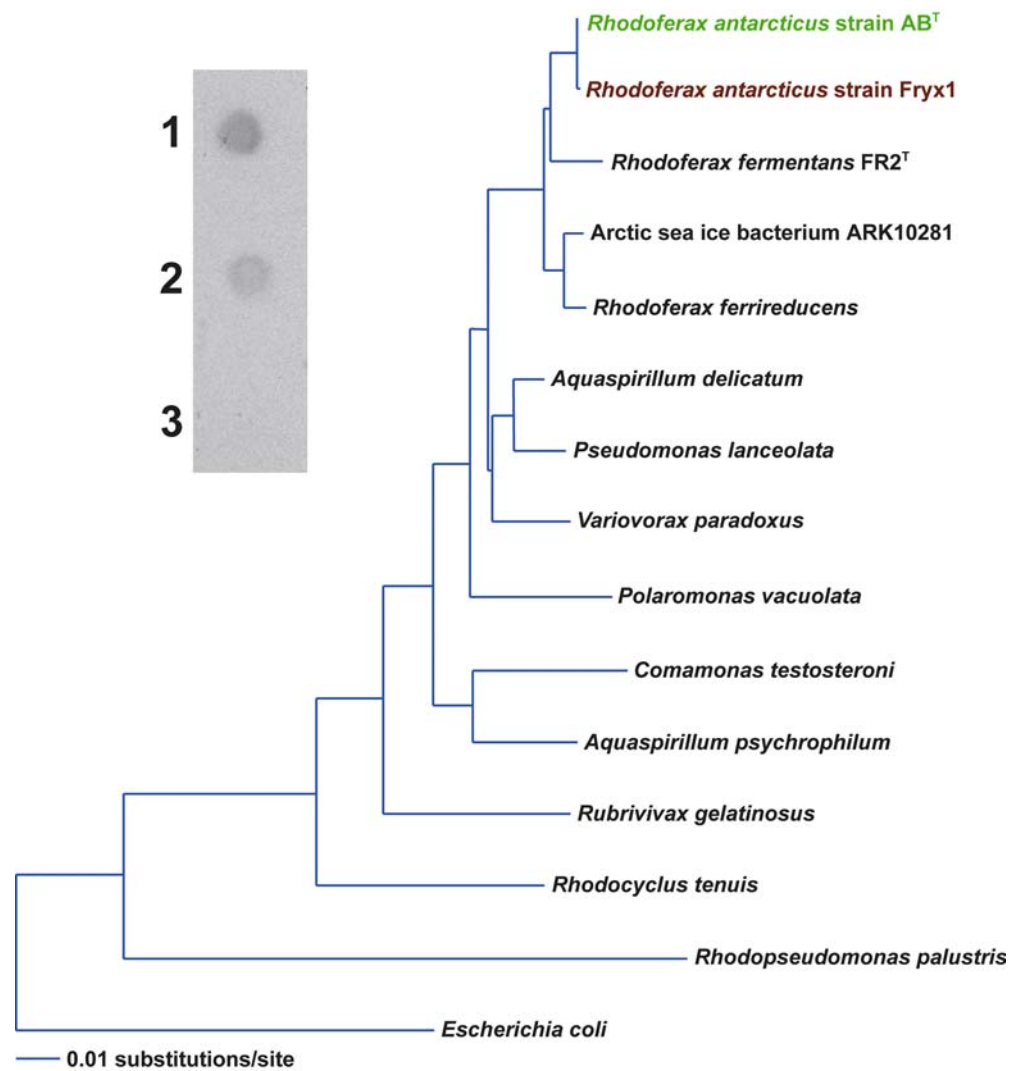 Rhodoferax antarcticus strain ABᵀ
Rhodoferax antarcticus strain Fryx1
Rhodoferax fermentans FR2ᵀ
Arctic sea ice bacterium ARK10281
Rhodoferax ferrireducens
Aquaspirillum delicatum
Pseudomonas lanceolata
Variovorax paradoxus
Polaromonas vacuolata
Comamonas testosteroni
Aquaspirillum psychrophilum
Rubrivivax gelatinosus
Rhodocyclus tenuis
Rhodopseudomonas palustris
Escherichia coli
0.01 substitutions/site
1
2
3